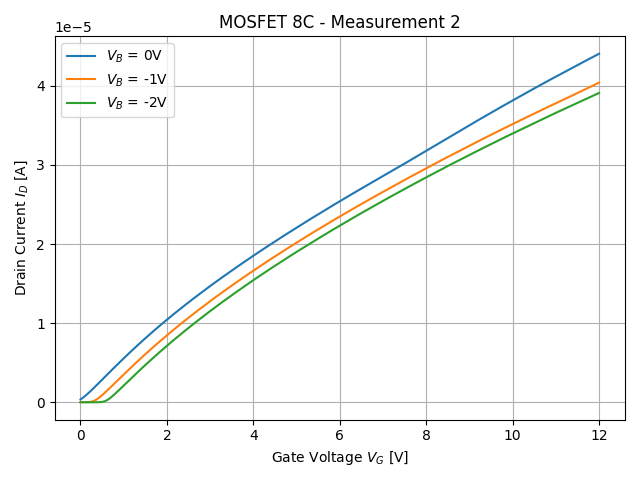 MOSFET 8C - Measurement 2
1e−5
V_B = 0V
V_B = -1V
V_B = -2V
4
3
2
1
0
Drain Current I_D [A]
0 2 4 6 8 10 12
Gate Voltage V_G [V]